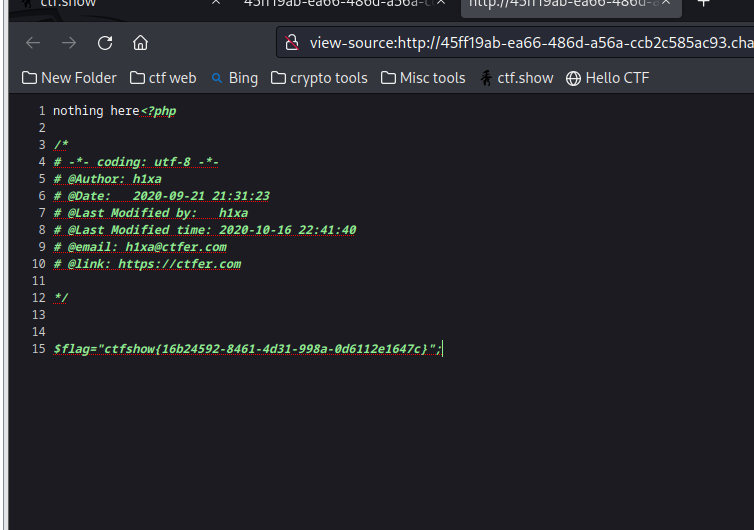 ctf.show
45ff19ab-ea66-486d-a56a-c
http://45ff19ab-ea66-486d-a
view-source:http://45ff19ab-ea66-486d-a56a-ccb2c585ac93.cha
New Folder ctf web Bing crypto tools Misc tools ctf.show Hello CTF
1 nothing here<?php
2
3 /*
4 # -*- coding: utf-8 -*-
5 # @Author: h1xa
6 # @Date:   2020-09-21 21:31:23
7 # @Last Modified by:   h1xa
8 # @Last Modified time: 2020-10-16 22:41:40
9 # @email: h1xa@ctfer.com
10 # @link: https://ctfer.com
11
12 */
13
14
15 $flag="ctfshow{16b24592-8461-4d31-998a-0d6112e1647c}";